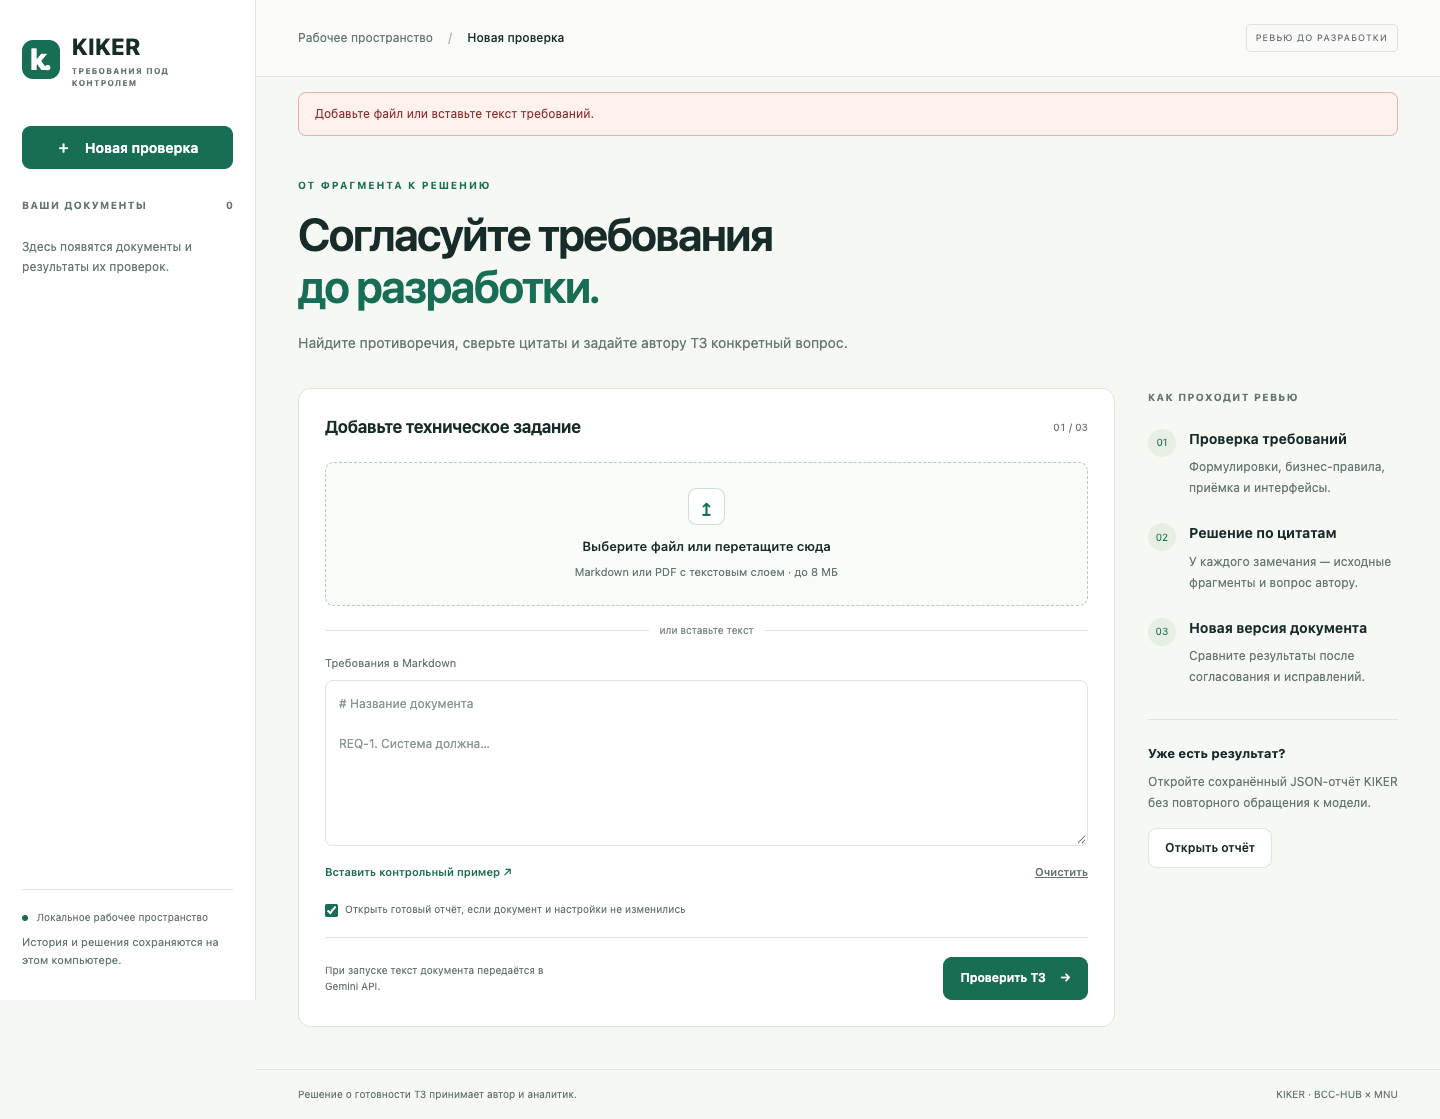 k.
KIKER
ТРЕБОВАНИЯ ПОД
КОНТРОЛЕМ
+ Новая проверка
ВАШИ ДОКУМЕНТЫ 0
Здесь появятся документы и
результаты их проверок.
Локальное рабочее пространство
История и решения сохраняются на
этом компьютере.
Рабочее пространство / Новая проверка
РЕВЬЮ ДО РАЗРАБОТКИ
Добавьте файл или вставьте текст требований.
ОТ ФРАГМЕНТА К РЕШЕНИЮ
Согласуйте требования
до разработки.
Найдите противоречия, сверьте цитаты и задайте автору ТЗ конкретный вопрос.
Добавьте техническое задание 01 / 03
↥
Выберите файл или перетащите сюда
Markdown или PDF с текстовым слоем · до 8 МБ
или вставьте текст
Требования в Markdown
# Название документа
REQ-1. Система должна…
Вставить контрольный пример ↗ Очистить
Открыть готовый отчёт, если документ и настройки не изменились
При запуске текст документа передаётся в
Gemini API.
Проверить ТЗ →
КАК ПРОХОДИТ РЕВЬЮ
01 Проверка требований
Формулировки, бизнес-правила,
приёмка и интерфейсы.
02 Решение по цитатам
У каждого замечания — исходные
фрагменты и вопрос автору.
03 Новая версия документа
Сравните результаты после
согласования и исправлений.
Уже есть результат?
Откройте сохранённый JSON-отчёт KIKER
без повторного обращения к модели.
Открыть отчёт
Решение о готовности ТЗ принимает автор и аналитик.
KIKER · BCC-HUB × MNU